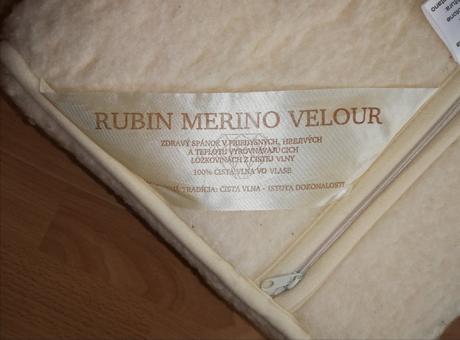 RUBIN MERINO VELOUR
ZDRAVÝ SPÁNOK V PRIEDYŠNÝCH, HREJIVÝCH
A TEPLOTU VYROVNÁVAJÚCICH
LÔŽKOVINÁCH Z ČISTEJ VLNY
100% ČISTÁ VLNA VO VLASE
TRADÍCIA: ČISTÁ VLNA - ISTOTA DOKONALOSTI